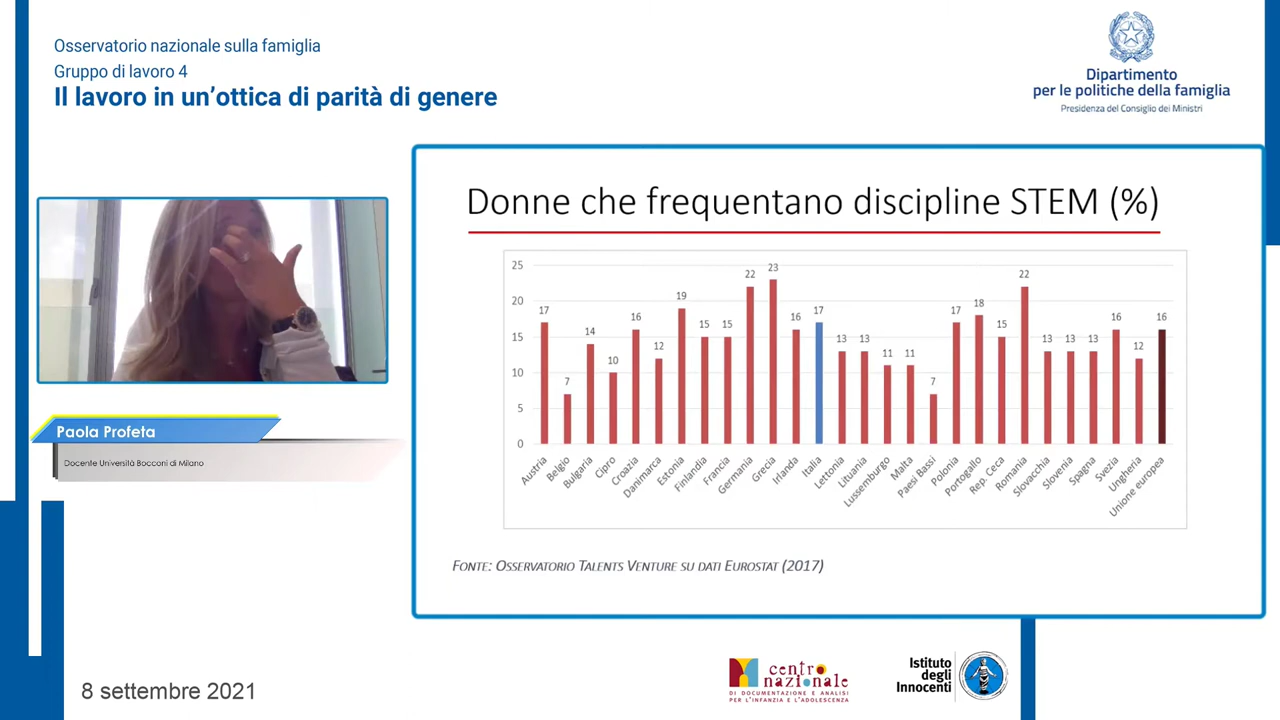 Osservatorio nazionale sulla famiglia
Gruppo di lavoro 4
Il lavoro in un'ottica di parità di genere
Dipartimento
per le politiche della famiglia
Presidenza del Consiglio dei Ministri
Donne che frequentano discipline STEM (%)
25
20
15
10
5
0
17 7 14 10 16 12 19 15 15 22 23 16 17 13 13 11 11 7 17 18 15 22 13 13 13 16 12 16
Austria
Belgio
Bulgaria
Cipro
Croazia
Danimarca
Estonia
Finlandia
Francia
Germania
Grecia
Irlanda
Italia
Lettonia
Lituania
Lussemburgo
Malta
Paesi Bassi
Polonia
Portogallo
Rep. Ceca
Romania
Slovacchia
Slovenia
Spagna
Svezia
Ungheria
Unione europea
Fonte: Osservatorio Talents Venture su dati Eurostat (2017)
Paola Profeta
Docente Università Bocconi di Milano
8 settembre 2021
centro
nazionale
DI DOCUMENTAZIONE E ANALISI
PER L'INFANZIA E L'ADOLESCENZA
Istituto
degli
Innocenti